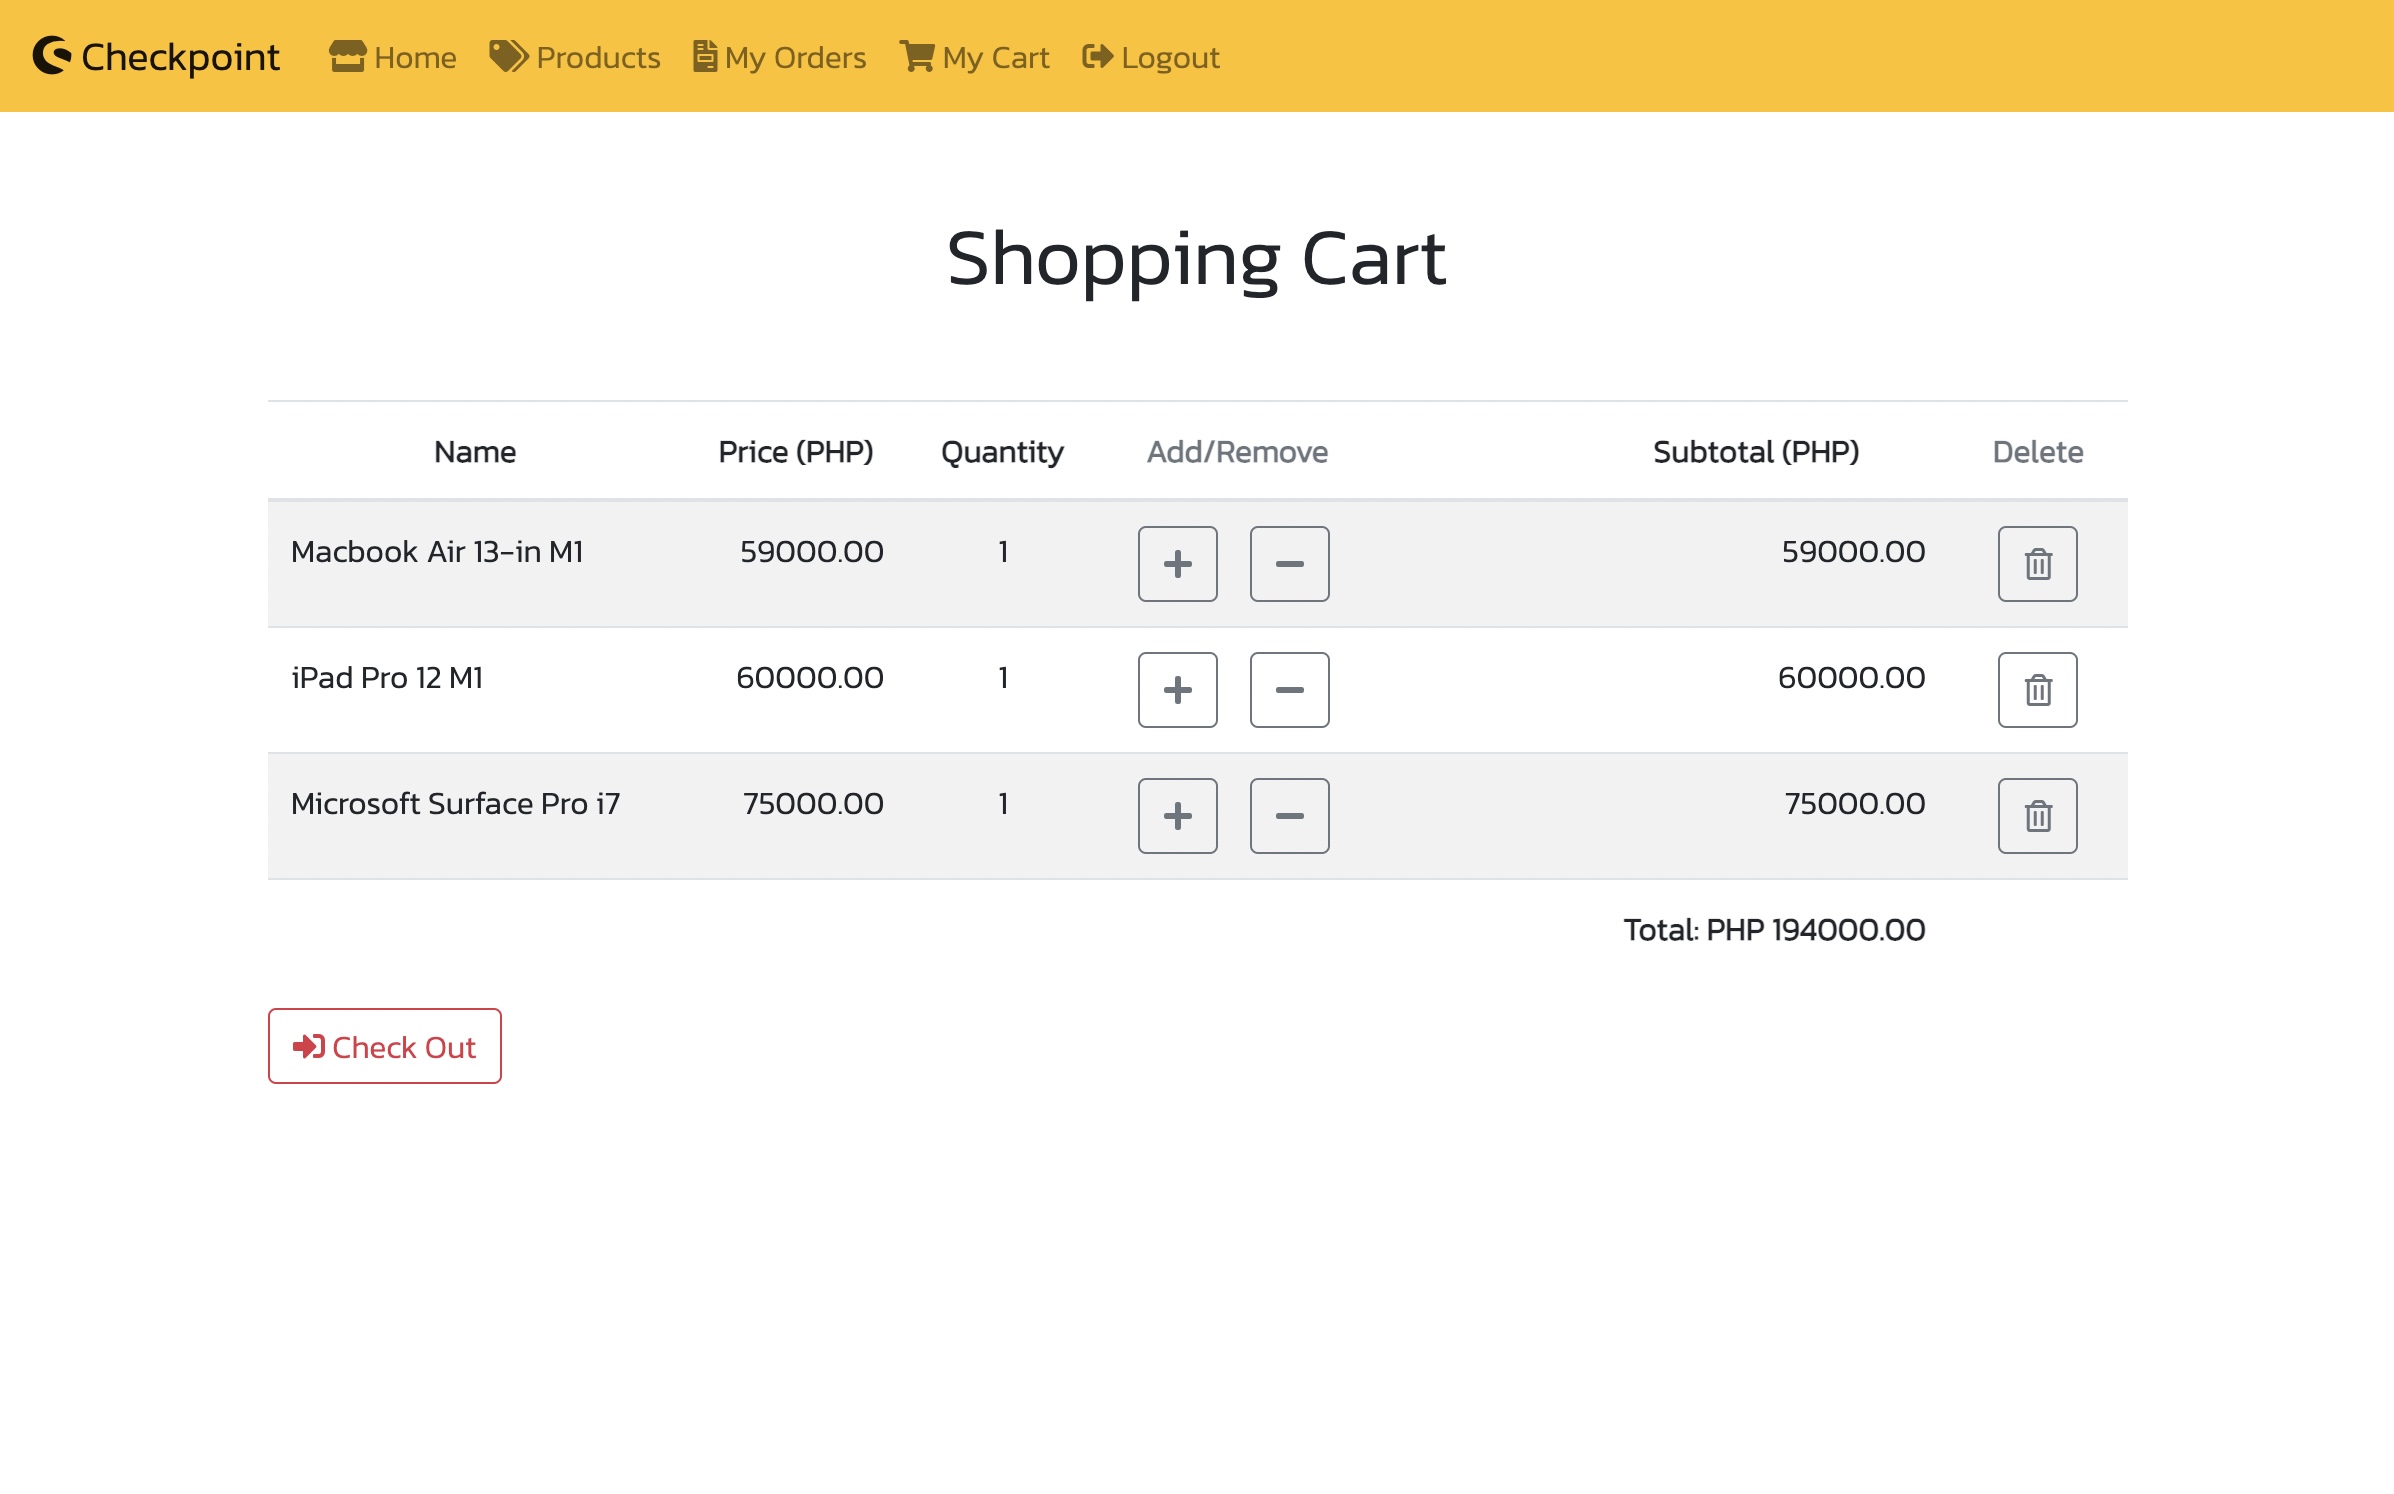 Checkpoint Home Products My Orders My Cart Logout
Shopping Cart
Name Price (PHP) Quantity Add/Remove Subtotal (PHP) Delete
Macbook Air 13-in M1 59000.00 1 59000.00
iPad Pro 12 M1 60000.00 1 60000.00
Microsoft Surface Pro i7 75000.00 1 75000.00
Total: PHP 194000.00
Check Out